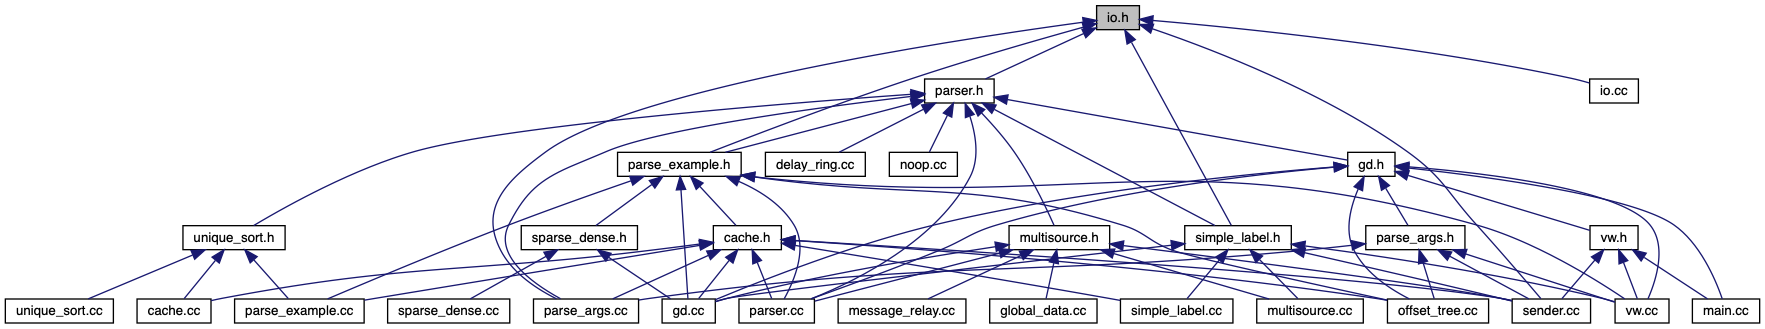 io.h
parser.h
io.cc
parse_example.h
delay_ring.cc
noop.cc
gd.h
unique_sort.h
sparse_dense.h
cache.h
multisource.h
simple_label.h
parse_args.h
vw.h
unique_sort.cc
cache.cc
parse_example.cc
sparse_dense.cc
parse_args.cc
gd.cc
parser.cc
message_relay.cc
global_data.cc
simple_label.cc
multisource.cc
offset_tree.cc
sender.cc
vw.cc
main.cc